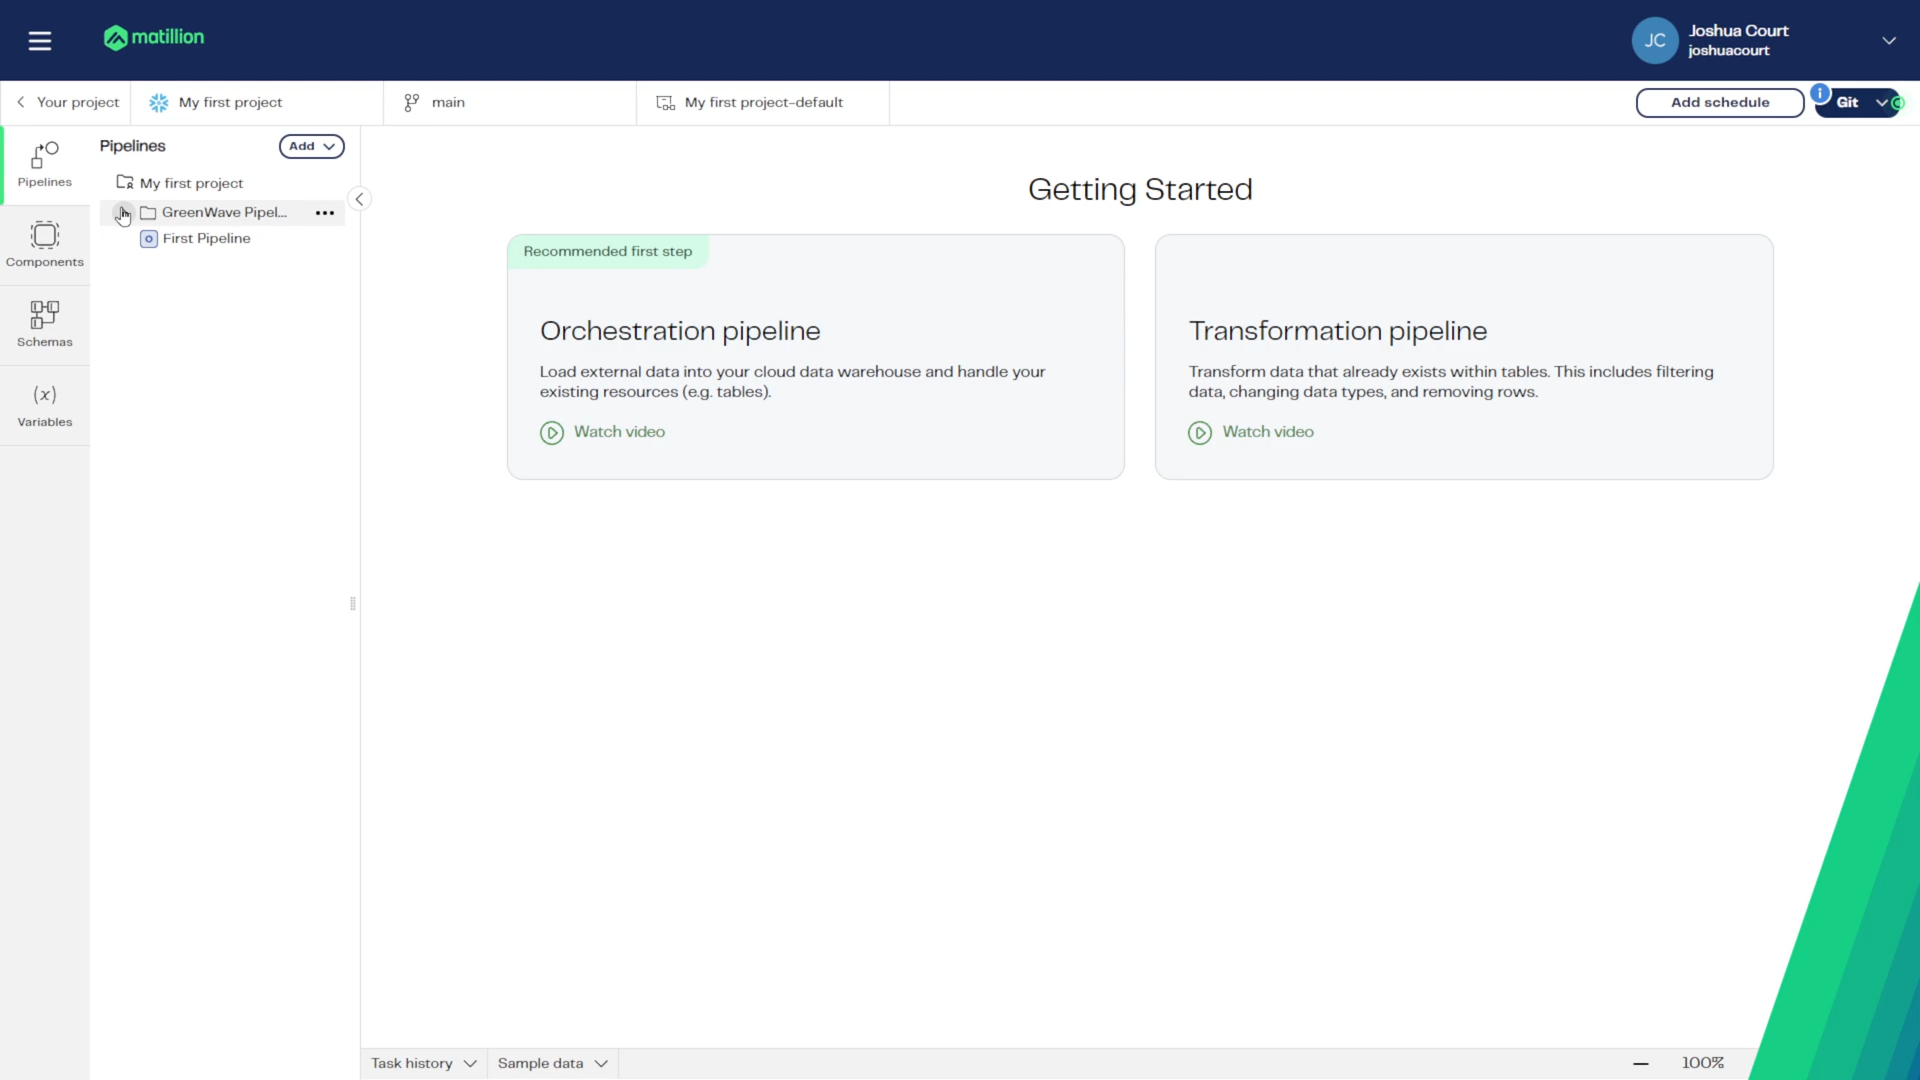 matillion
JC
Joshua Court
joshuacourt
Your project
My first project
main
My first project-default
Add schedule
i
Git
Pipelines
Components
Schemas
(x)
Variables
Pipelines
Add
My first project
GreenWave Pipel...
First Pipeline
Getting Started
Recommended first step
Orchestration pipeline
Load external data into your cloud data warehouse and handle your
existing resources (e.g. tables).
Watch video
Transformation pipeline
Transform data that already exists within tables. This includes filtering
data, changing data types, and removing rows.
Watch video
Task history
Sample data
100%